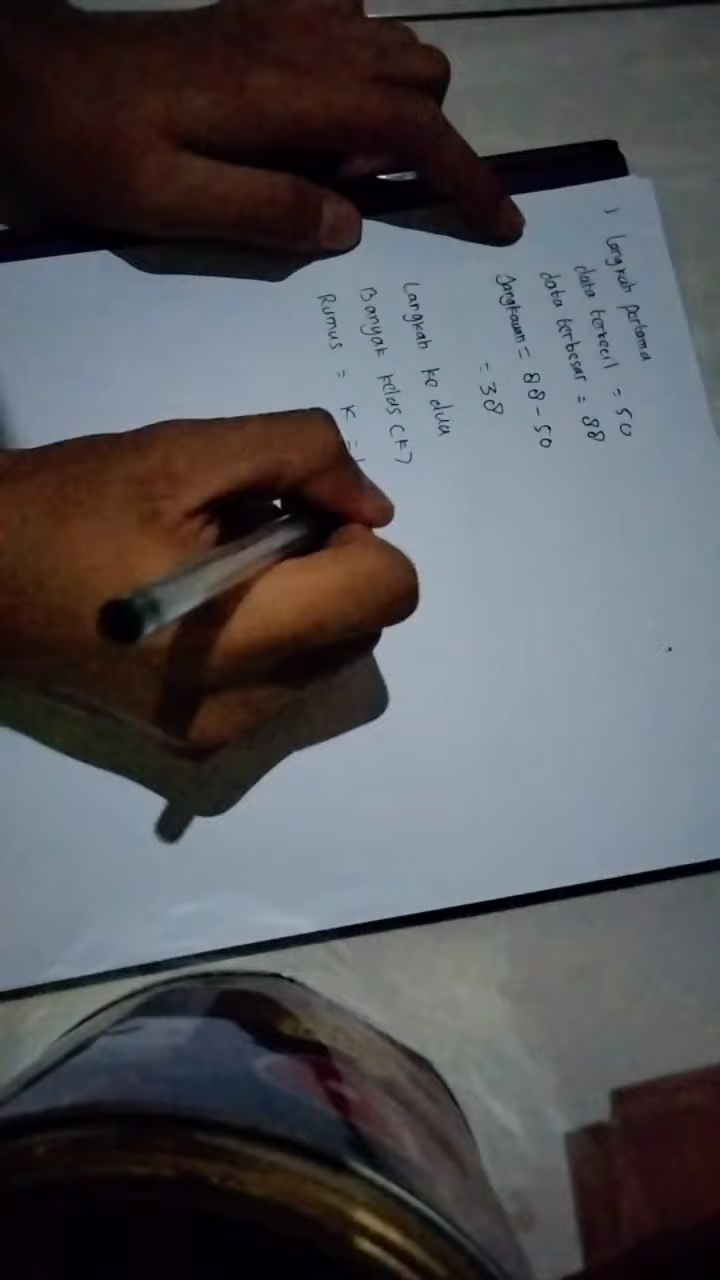 1 Langkah pertama
data terkecil = 50
data terbesar = 88
Jangkauan = 88 - 50
= 38
Langkah ke dua
Banyak kelas (k)
Rumus = k =